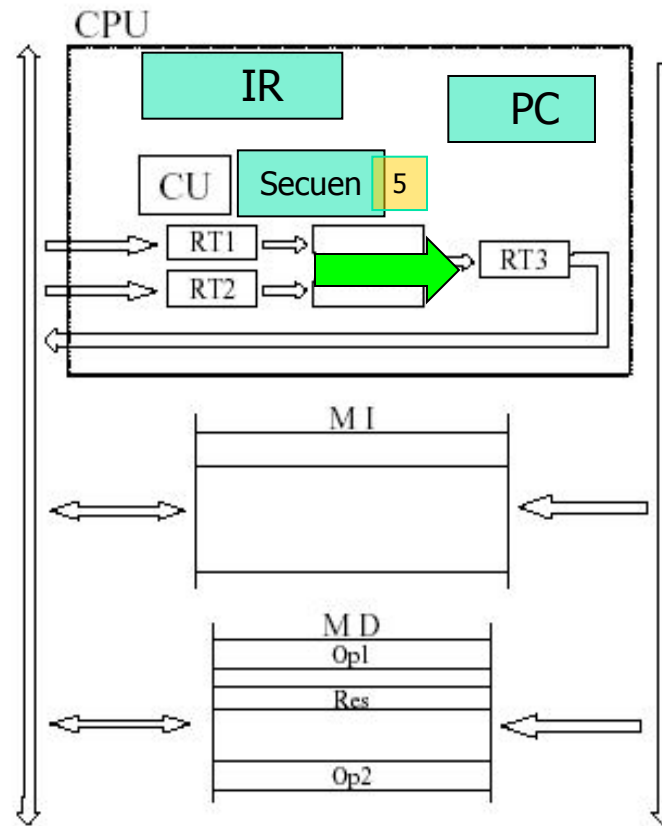 CPU
IR
PC
CU
Secuen 5
RT1
RT2
RT3
M I
M D
Op1
Res
Op2